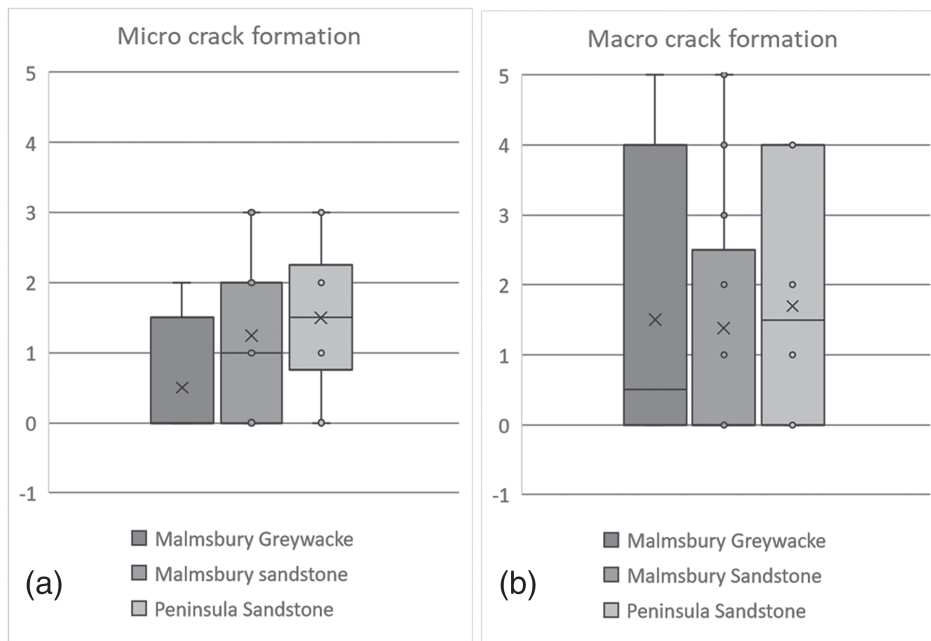 Micro crack formation
5
4
3
2
1
0
-1
Malmsbury Greywacke
Malmsbury sandstone
Peninsula Sandstone
(a)
Macro crack formation
5
4
3
2
1
0
-1
Malmsbury Greywacke
Malmsbury Sandstone
Peninsula Sandstone
(b)